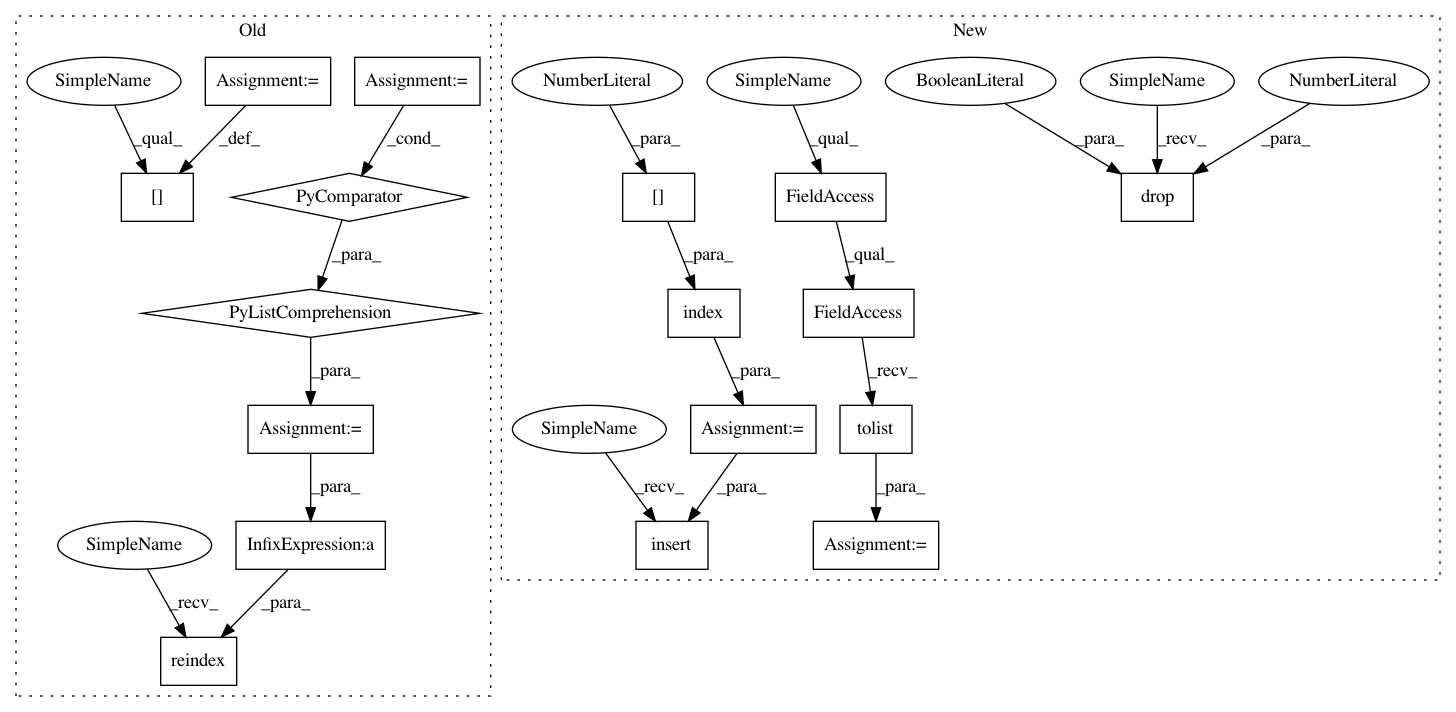 Old
New
SimpleName
Assignment:=
Assignment:=
NumberLiteral
SimpleName
BooleanLiteral
SimpleName
NumberLiteral
_qual_
_def_
_cond_
_para_
_qual_
_para_
_recv_
_para_
[]
PyComparator
[]
FieldAccess
drop
_para_
_para_
_qual_
PyListComprehension
index
FieldAccess
_para_
_para_
_recv_
Assignment:=
SimpleName
Assignment:=
tolist
_para_
_recv_
_para_
_para_
SimpleName
InfixExpression:a
insert
Assignment:=
_recv_
_para_
reindex